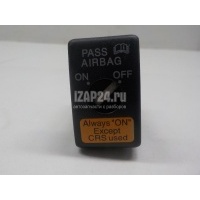 PASS
AIRBAG
ON OFF
IZAP24.ru
Always "ON"
Except
CRS used